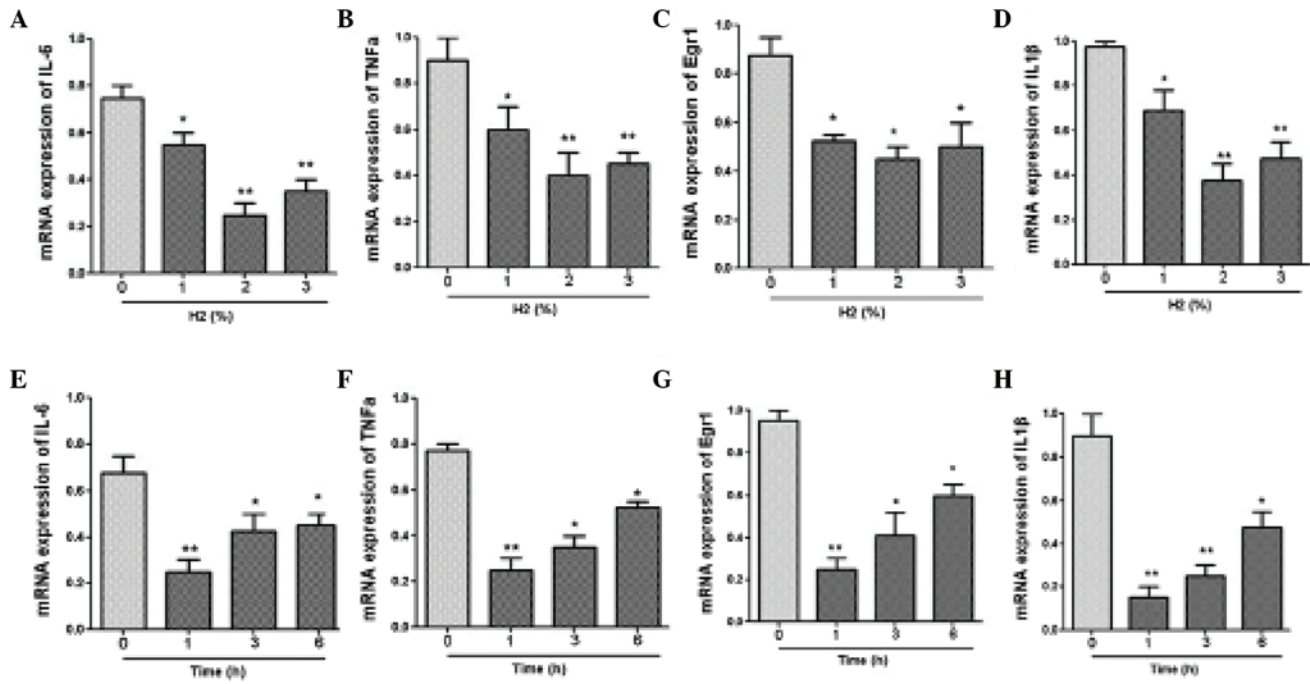 A
mRNA expression of IL-6
1.0
0.8
0.6
0.4
0.2
0.0
*
**
**
0 1 2 3
H2 (%)
B
mRNA expression of TNFa
1.0
0.8
0.6
0.4
0.2
0.0
*
**
**
0 1 2 3
H2 (%)
C
mRNA expression of Egr1
1.0
0.8
0.6
0.4
0.2
0.0
*
*
*
0 1 2 3
H2 (%)
D
mRNA expression of IL1β
1.0
0.8
0.6
0.4
0.2
0.0
*
**
**
0 1 2 3
H2 (%)
E
mRNA expression of IL-6
1.0
0.8
0.6
0.4
0.2
0.0
**
*
*
0 1 3 6
Time (h)
F
mRNA expression of TNFa
1.0
0.8
0.6
0.4
0.2
0.0
**
*
*
0 1 3 6
Time (h)
G
mRNA expression of Egr1
1.0
0.8
0.6
0.4
0.2
0.0
**
*
*
0 1 3 6
Time (h)
H
mRNA expression of IL1β
1.0
0.8
0.6
0.4
0.2
0.0
**
**
*
0 1 3 6
Time (h)